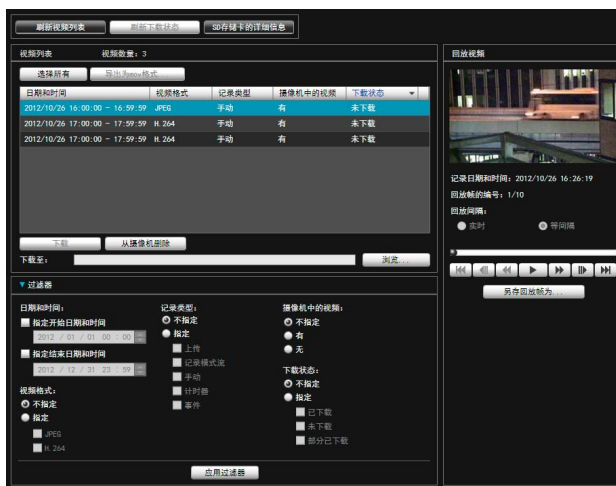 刷新视频列表 刷新下载状态 SD存储卡的详细信息
视频列表 视频数量：3
选择所有 导出为mov格式
日期和时间 视频格式 记录类型 摄像机中的视频 下载状态
2012/10/26 16:00:00 - 16:59:59 JPEG 手动 有 未下载
2012/10/26 17:00:00 - 17:59:59 H.264 手动 有 未下载
2012/10/26 17:00:00 - 17:59:59 H.264 手动 有 未下载
下载 从摄像机删除
下载至： 浏览...
回放视频
记录日期和时间：2012/10/26 16:26:19
回放帧的编号：1/10
回放间隔：
实时 等间隔
另存回放帧为...
过滤器
日期和时间：
指定开始日期和时间
2012 / 01 / 01 00 : 00
指定结束日期和时间
2012 / 12 / 31 23 : 59
视频格式：
不指定
指定
JPEG
H.264
记录类型：
不指定
指定
上传
记录模式流
手动
计时器
事件
摄像机中的视频：
不指定
有
无
下载状态：
不指定
指定
已下载
未下载
部分已下载
应用过滤器